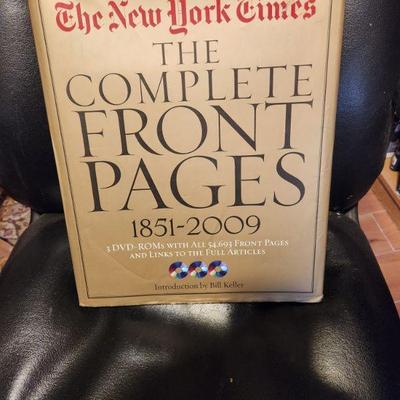 The New York Times
THE
COMPLETE
FRONT
PAGES
1851-2009
3 DVD-ROMS WITH ALL 54,693 FRONT PAGES
AND LINKS TO THE FULL ARTICLES
Introduction by Bill Keller